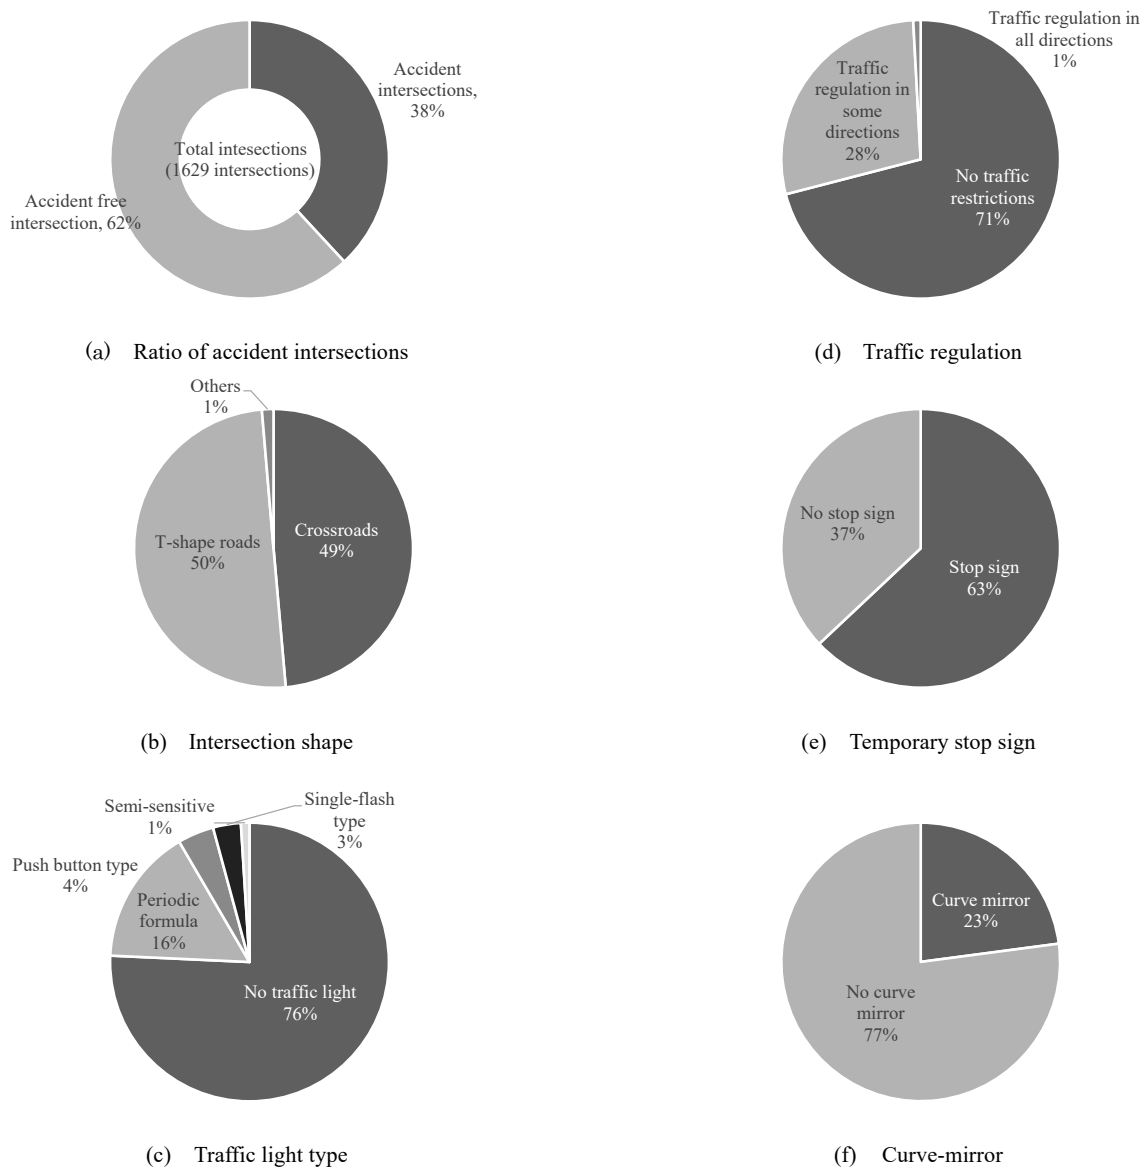 Accident
intersections,
38%
Total intesections
(1629 intersections)
Accident free
intersection, 62%
(a) Ratio of accident intersections
Traffic regulation in
all directions
1%
Traffic
regulation in
some
directions
28%
No traffic
restrictions
71%
(d) Traffic regulation
Others
1%
T-shape roads
50%
Crossroads
49%
(b) Intersection shape
No stop sign
37%
Stop sign
63%
(e) Temporary stop sign
Semi-sensitive
1%
Single-flash
type
3%
Push button type
4%
Periodic
formula
16%
No traffic light
76%
(c) Traffic light type
Curve mirror
23%
No curve
mirror
77%
(f) Curve-mirror